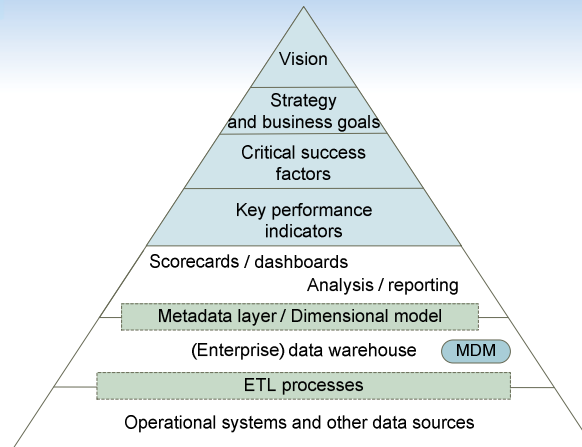 Vision
Strategy
and business goals
Critical success
factors
Key performance
indicators
Scorecards / dashboards
Analysis / reporting
Metadata layer / Dimensional model
(Enterprise) data warehouse MDM
ETL processes
Operational systems and other data sources